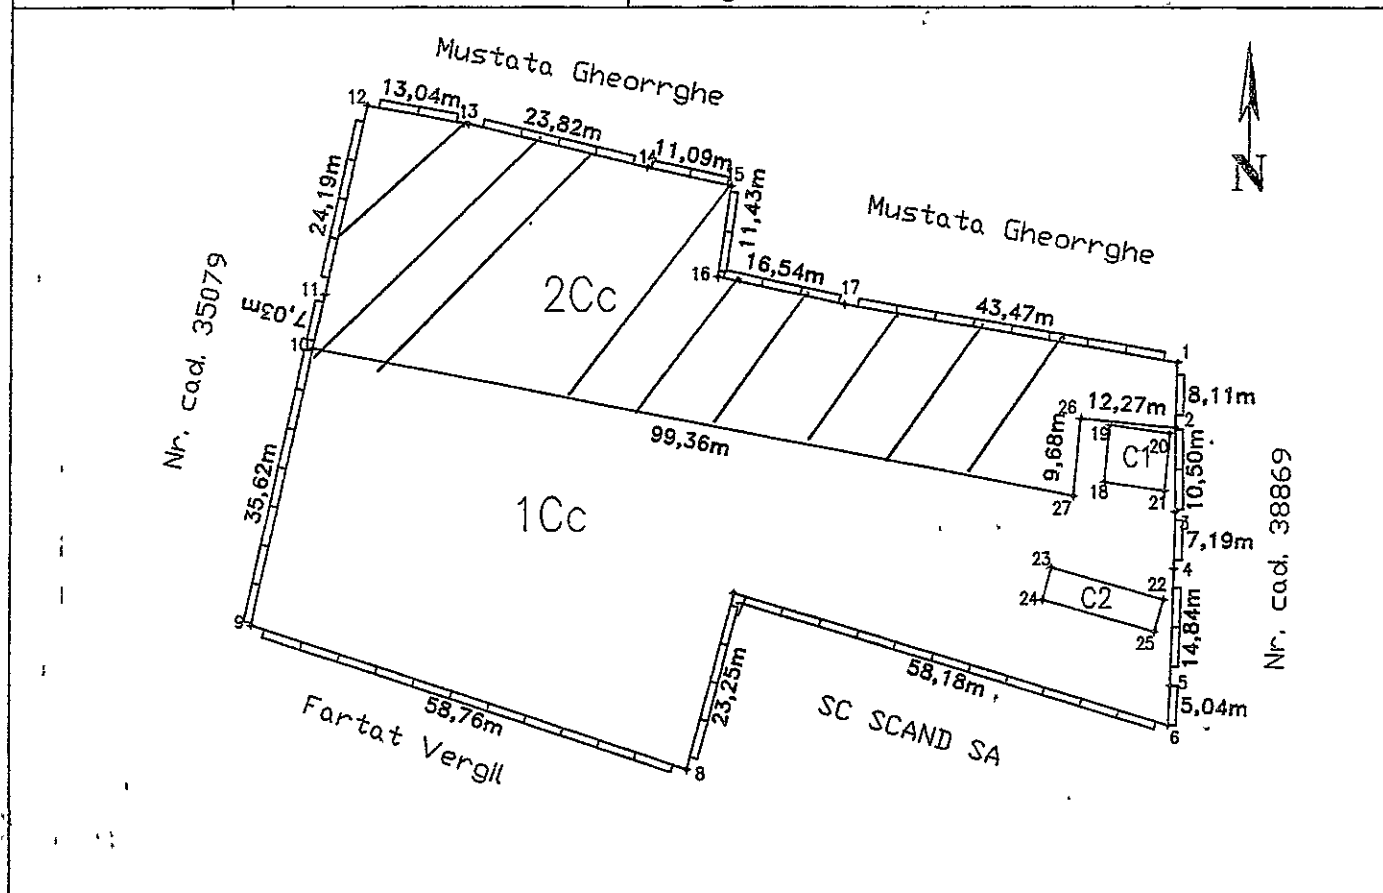 Mustata Gheorrghe
12
13,04m
13
23,82m
14
11,09m
5
11,43m
N
24,19m
Mustata Gheorrghe
16
16,54m
17
43,47m
1
2Cc
11
7,03m
10
Nr. cad. 35079
8,11m
26
12,27m
2
19
20
C1
9,68m
10,50m
99,36m
18
21
27
3
35,62m
1Cc
7,19m
Nr. cad. 38869
23
4
22
24
C2
14,84m
25
9
58,18m
23,25m
5
5,04m
6
58,76m
Fartat Vergil
SC SCAND SA
8